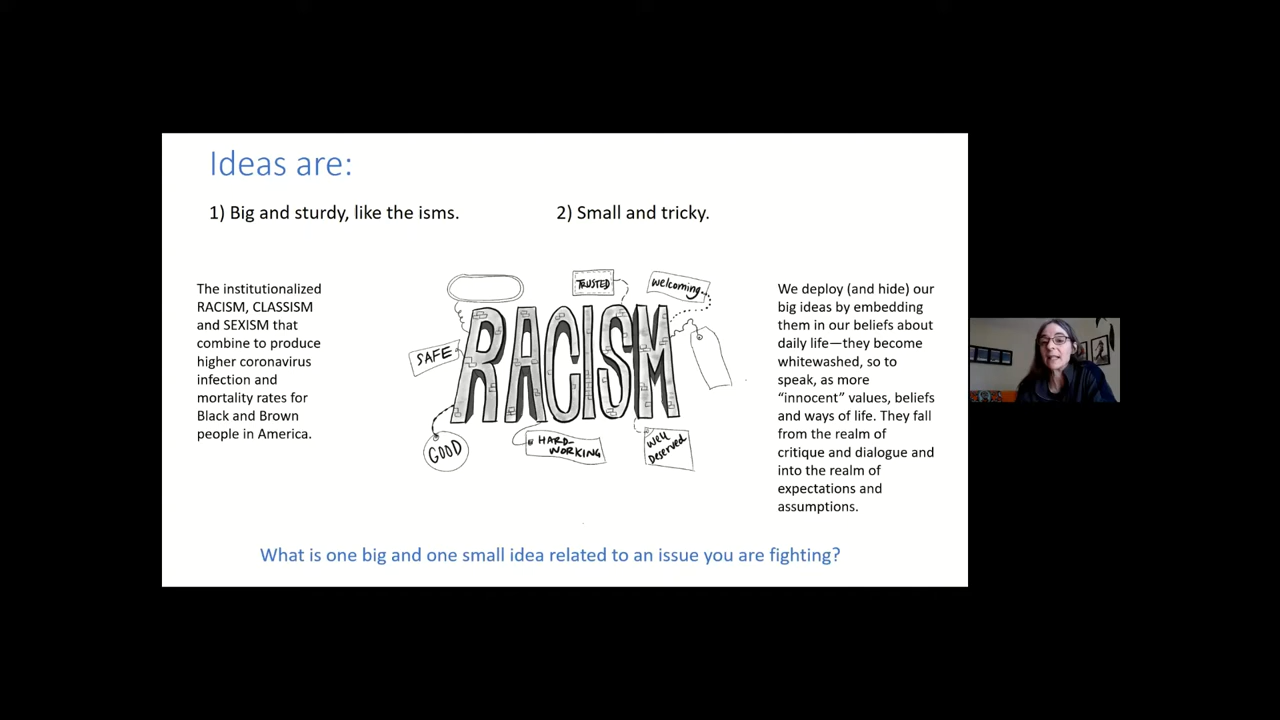 Ideas are:
1) Big and sturdy, like the isms.
2) Small and tricky.
The institutionalized
RACISM, CLASSISM
and SEXISM that
combine to produce
higher coronavirus
infection and
mortality rates for
Black and Brown
people in America.
TRUSTED
welcoming
SAFE
RACISM
GOOD
HARD-
WORKING
Well
Deserved
We deploy (and hide) our
big ideas by embedding
them in our beliefs about
daily life—they become
whitewashed, so to
speak, as more
“innocent” values, beliefs
and ways of life. They fall
from the realm of
critique and dialogue and
into the realm of
expectations and
assumptions.
What is one big and one small idea related to an issue you are fighting?